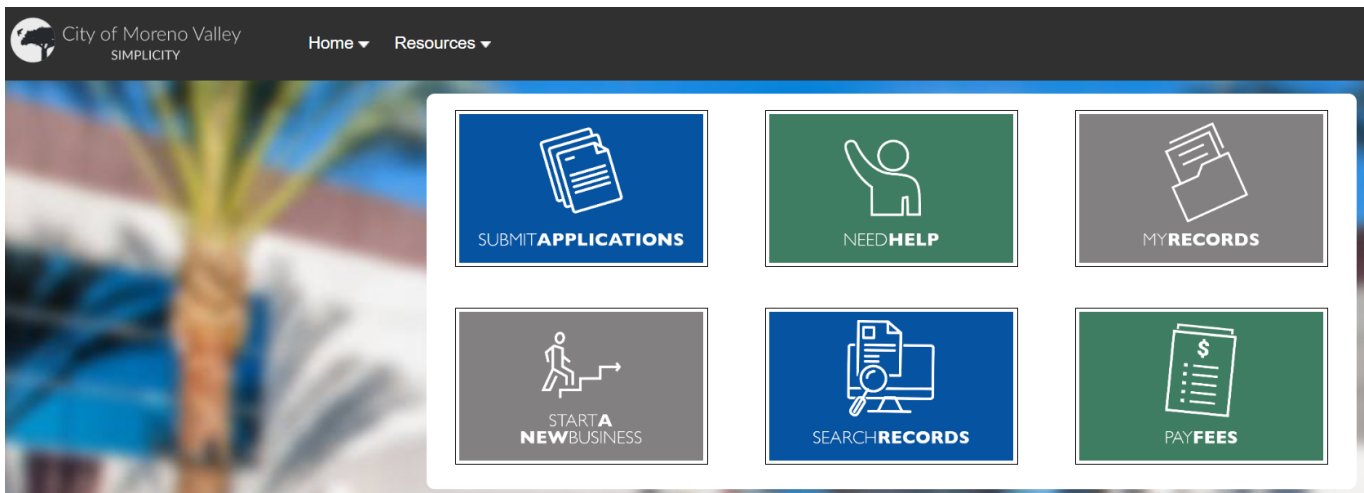 City of Moreno Valley
SIMPLICITY
Home
Resources
SUBMITAPPLICATIONS
NEEDHELP
MYRECORDS
STARTA
NEWBUSINESS
SEARCHRECORDS
$
PAYFEES